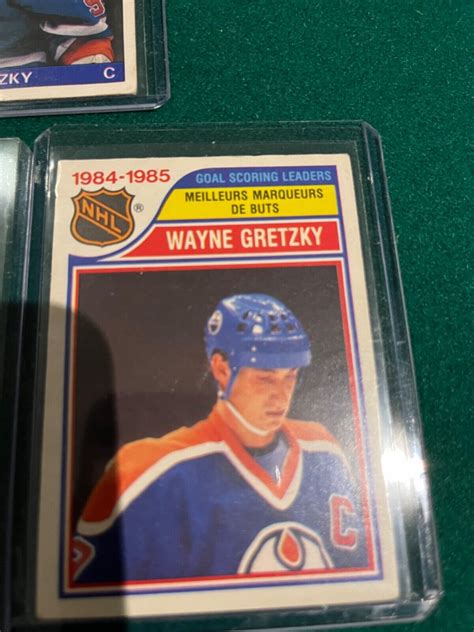 ZKY C
1984-1985
GOAL SCORING LEADERS
MEILLEURS MARQUEURS
DE BUTS
NHL ®
WAYNE GRETZKY
C